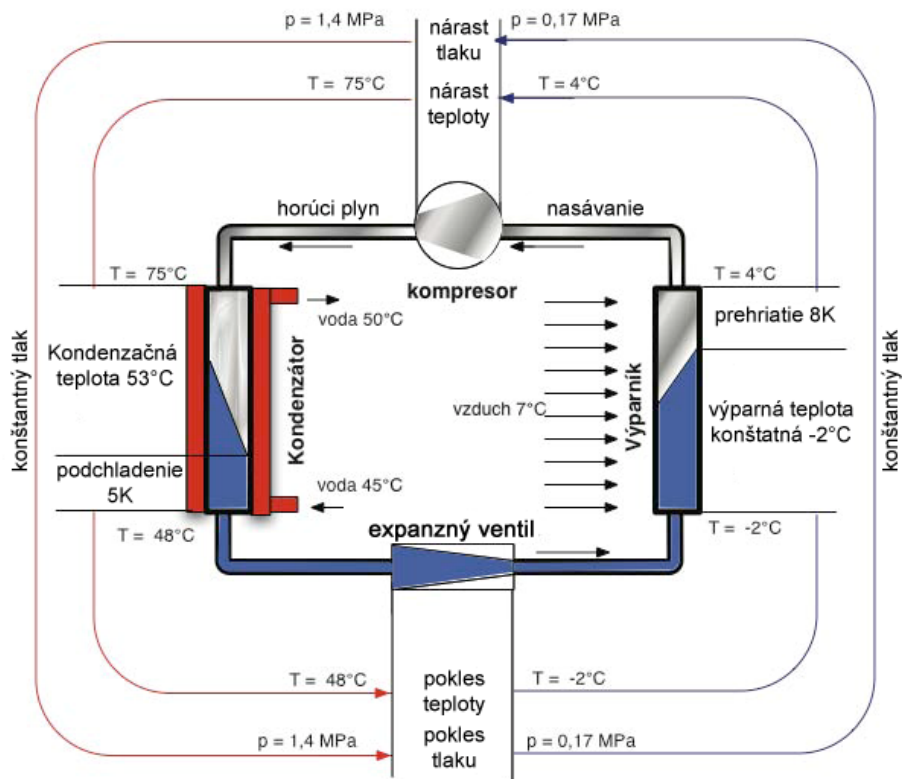 p = 1,4 MPa
nárast
tlaku
p = 0,17 MPa
T = 75°C
nárast
teploty
T = 4°C
horúci plyn
nasávanie
T = 75°C
kompresor
T = 4°C
voda 50°C
prehriatie 8K
Kondenzačná
teplota 53°C
Kondenzátor
vzduch 7°C
Výparník
výparná teplota
konštatná -2°C
konštantný tlak
konštantný tlak
podchladenie
5K
voda 45°C
T = 48°C
expanzný ventil
T = -2°C
T = 48°C
pokles
teploty
T = -2°C
p = 1,4 MPa
pokles
tlaku
p = 0,17 MPa